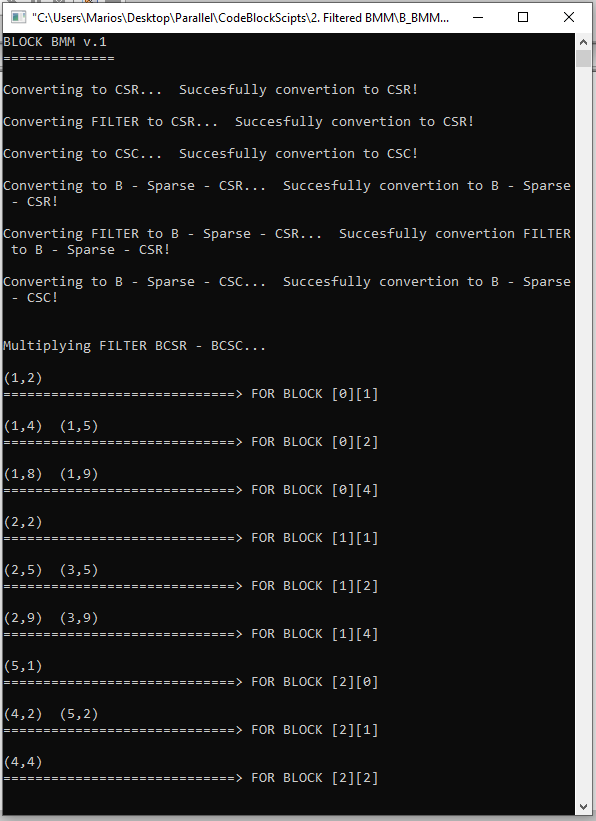 "C:\Users\Marios\Desktop\Parallel\CodeBlockScipts\2. Filtered BMM\B_BMM...
BLOCK BMM v.1
==============
Converting to CSR...  Succesfully convertion to CSR!
Converting FILTER to CSR...  Succesfully convertion to CSR!
Converting to CSC...  Succesfully convertion to CSC!
Converting to B - Sparse - CSR...  Succesfully convertion to B - Sparse
 - CSR!
Converting FILTER to B - Sparse - CSR...  Succesfully convertion FILTER
 to B - Sparse - CSR!
Converting to B - Sparse - CSC...  Succesfully convertion to B - Sparse
 - CSC!
Multiplying FILTER BCSR - BCSC...
(1,2)
=============================> FOR BLOCK [0][1]
(1,4)  (1,5)
=============================> FOR BLOCK [0][2]
(1,8)  (1,9)
=============================> FOR BLOCK [0][4]
(2,2)
=============================> FOR BLOCK [1][1]
(2,5)  (3,5)
=============================> FOR BLOCK [1][2]
(2,9)  (3,9)
=============================> FOR BLOCK [1][4]
(5,1)
=============================> FOR BLOCK [2][0]
(4,2)  (5,2)
=============================> FOR BLOCK [2][1]
(4,4)
=============================> FOR BLOCK [2][2]